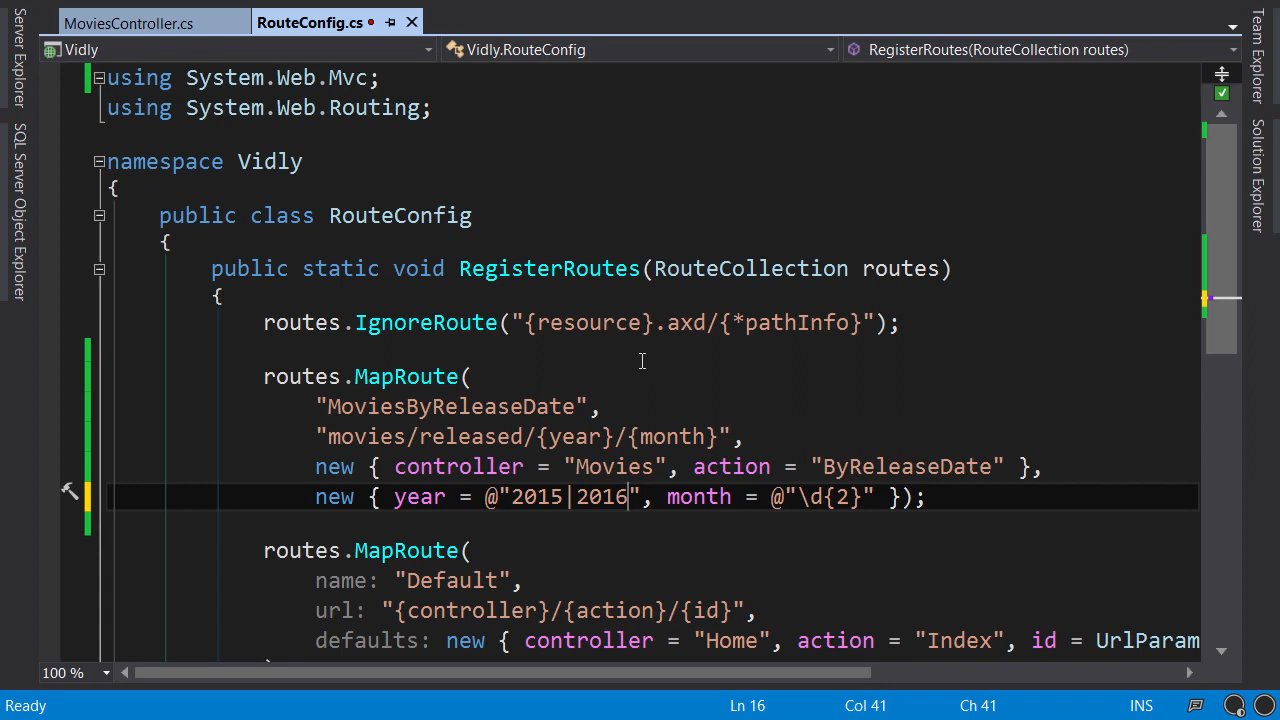 MoviesController.cs
RouteConfig.cs
Server Explorer
SQL Server Object Explorer
Team Explorer
Solution Explorer
Vidly
Vidly.RouteConfig
RegisterRoutes(RouteCollection routes)
using System.Web.Mvc;
using System.Web.Routing;
namespace Vidly
{
public class RouteConfig
{
public static void RegisterRoutes(RouteCollection routes)
{
routes.IgnoreRoute("{resource}.axd/{*pathInfo}");
routes.MapRoute(
"MoviesByReleaseDate",
"movies/released/{year}/{month}",
new { controller = "Movies", action = "ByReleaseDate" },
new { year = @"2015|2016", month = @"\d{2}" });
routes.MapRoute(
name: "Default",
url: "{controller}/{action}/{id}",
defaults: new { controller = "Home", action = "Index", id = UrlParam
100 %
Ready
Ln 16
Col 41
Ch 41
INS